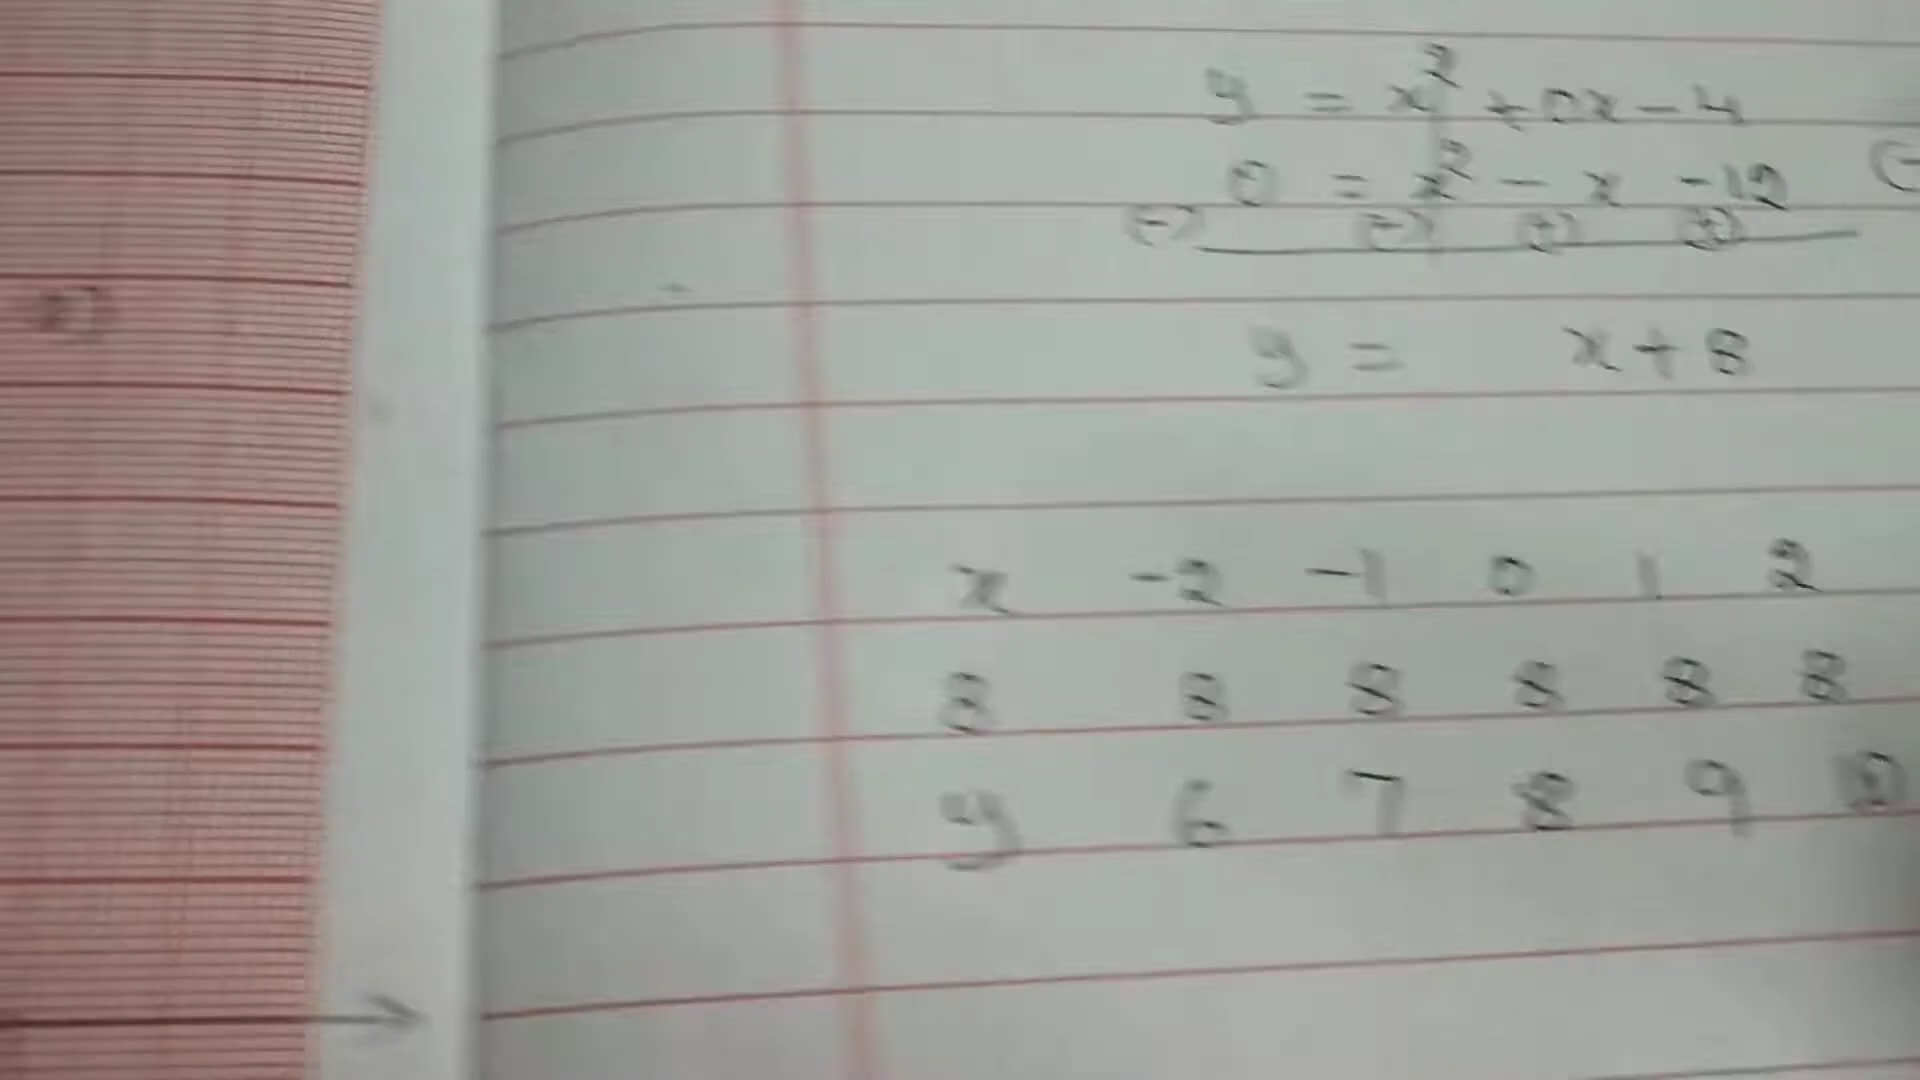 y = x² + 0x - 4
0 = x² - x - 12
(-) (-) (+) (+)
y = x + 8
x -2 -1 0 1 2
8 8 8 8 8 8
y 6 7 8 9 10